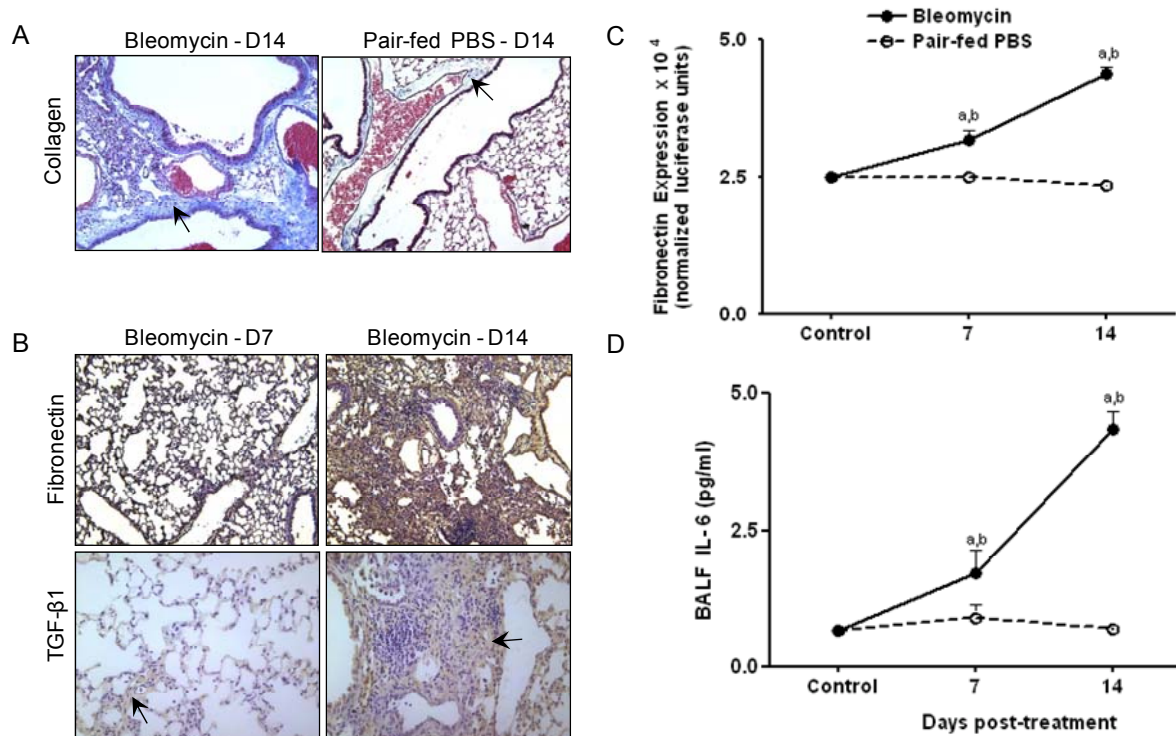 A
Bleomycin - D14
Pair-fed PBS - D14
Collagen
B
Bleomycin - D7
Bleomycin - D14
Fibronectin
TGF-β1
C
Bleomycin
Pair-fed PBS
Fibronectin Expression x 10 4
(normalized luciferase units)
5.0
2.5
0.0
a,b
a,b
Control
7
14
D
BALF IL-6 (pg/ml)
5.0
2.5
0.0
a,b
a,b
Control
7
14
Days post-treatment